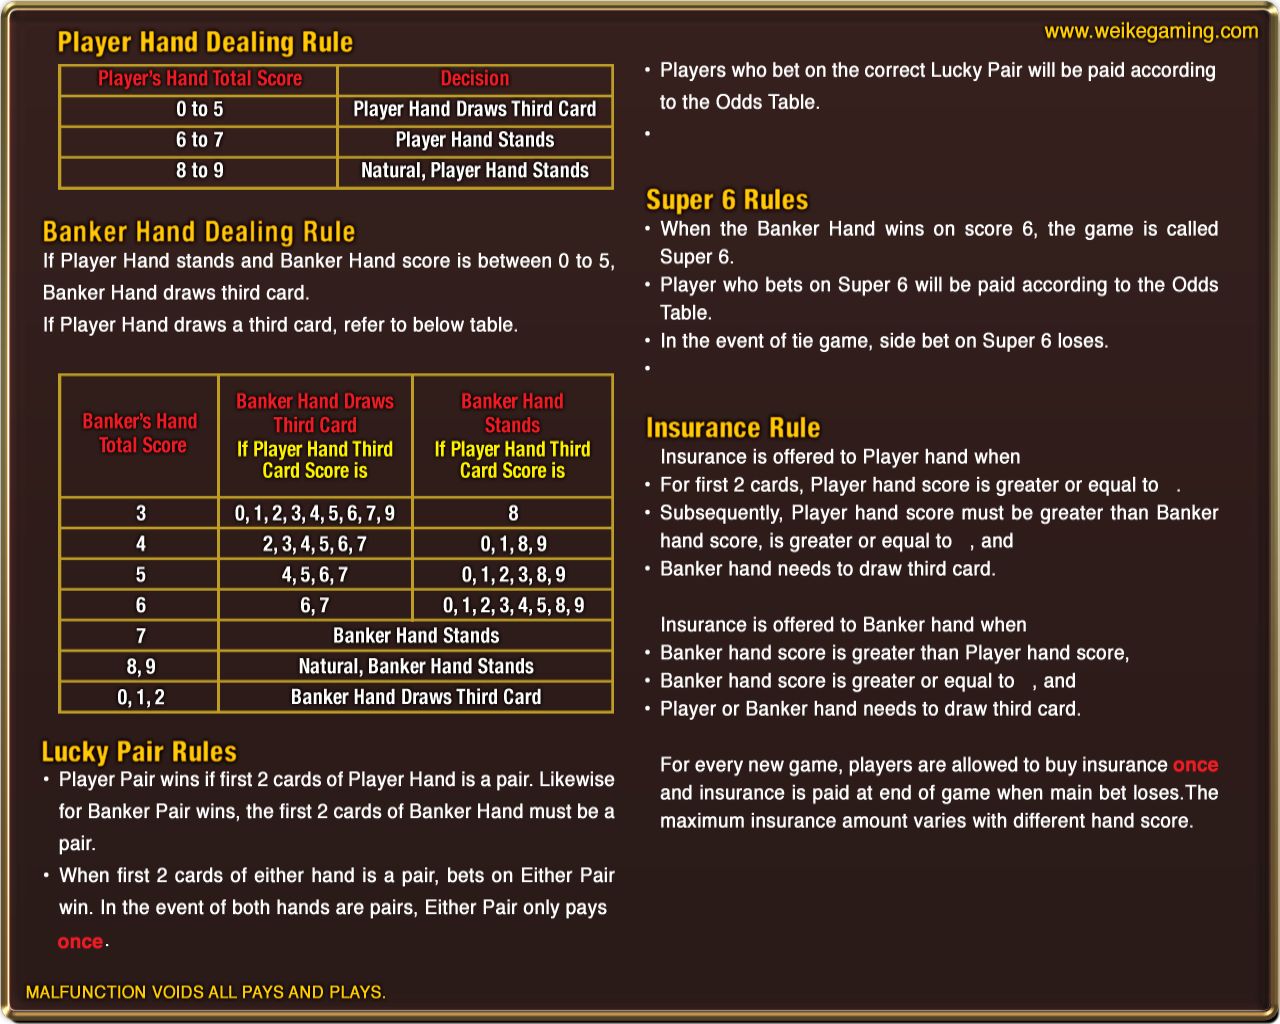 www.weikegaming.com
Player Hand Dealing Rule
Player's Hand Total Score Decision
0 to 5 Player Hand Draws Third Card
6 to 7 Player Hand Stands
8 to 9 Natural, Player Hand Stands
Banker Hand Dealing Rule
If Player Hand stands and Banker Hand score is between 0 to 5,
Banker Hand draws third card.
If Player Hand draws a third card, refer to below table.
Banker's Hand
Total Score
Banker Hand Draws
Third Card
If Player Hand Third
Card Score is
Banker Hand
Stands
If Player Hand Third
Card Score is
3 0, 1, 2, 3, 4, 5, 6, 7, 9 8
4 2, 3, 4, 5, 6, 7 0, 1, 8, 9
5 4, 5, 6, 7 0, 1, 2, 3, 8, 9
6 6, 7 0, 1, 2, 3, 4, 5, 8, 9
7 Banker Hand Stands
8, 9 Natural, Banker Hand Stands
0, 1, 2 Banker Hand Draws Third Card
Lucky Pair Rules
• Player Pair wins if first 2 cards of Player Hand is a pair. Likewise
for Banker Pair wins, the first 2 cards of Banker Hand must be a
pair.
• When first 2 cards of either hand is a pair, bets on Either Pair
win. In the event of both hands are pairs, Either Pair only pays
once.
• Players who bet on the correct Lucky Pair will be paid according
to the Odds Table.
•
Super 6 Rules
• When the Banker Hand wins on score 6, the game is called
Super 6.
• Player who bets on Super 6 will be paid according to the Odds
Table.
• In the event of tie game, side bet on Super 6 loses.
•
Insurance Rule
Insurance is offered to Player hand when
• For first 2 cards, Player hand score is greater or equal to .
• Subsequently, Player hand score must be greater than Banker
hand score, is greater or equal to , and
• Banker hand needs to draw third card.
Insurance is offered to Banker hand when
• Banker hand score is greater than Player hand score,
• Banker hand score is greater or equal to , and
• Player or Banker hand needs to draw third card.
For every new game, players are allowed to buy insurance once
and insurance is paid at end of game when main bet loses.The
maximum insurance amount varies with different hand score.
MALFUNCTION VOIDS ALL PAYS AND PLAYS.